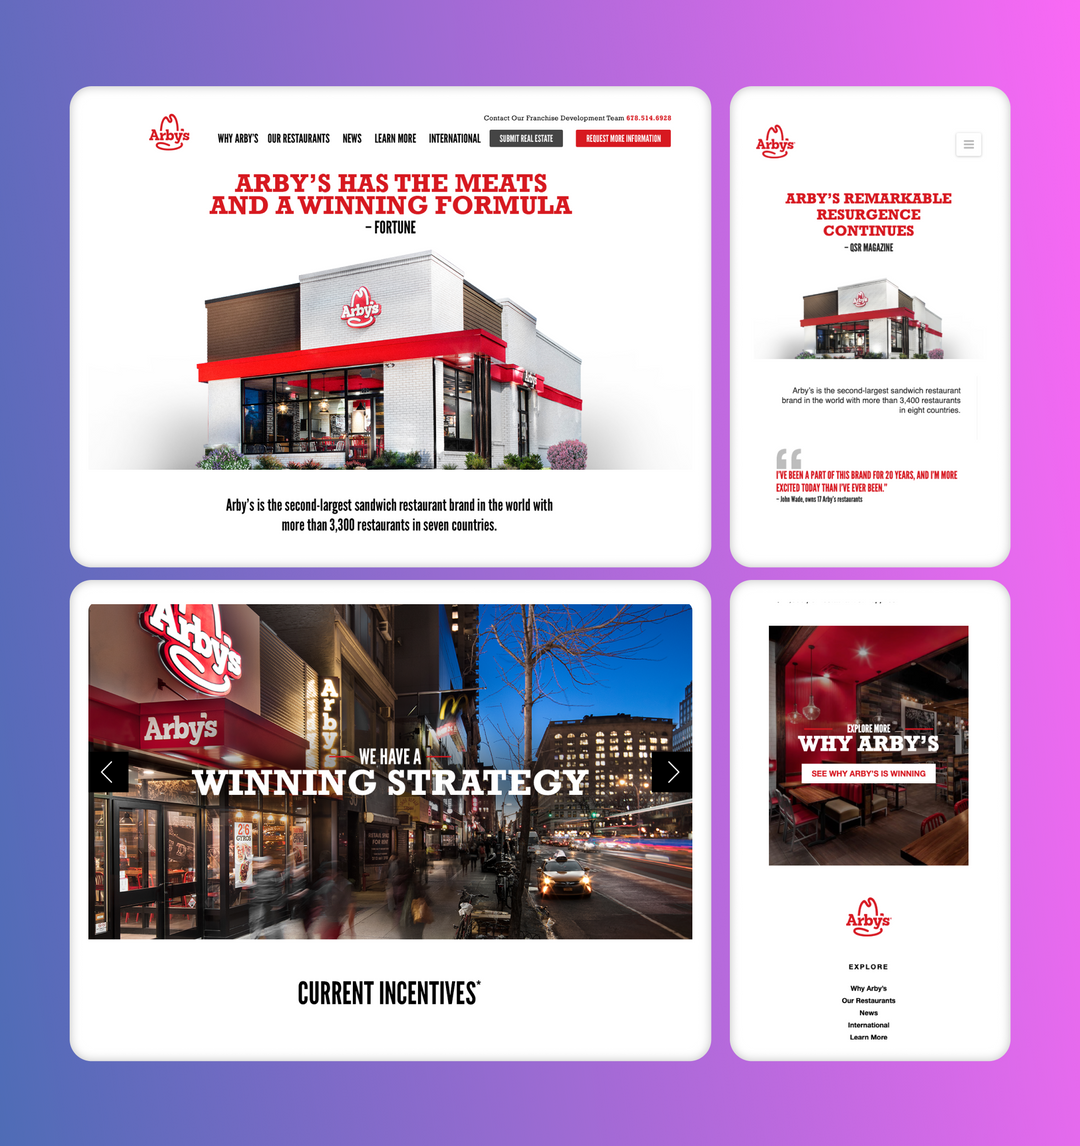 Arby's
Contact Our Franchise Development Team 678.514.6928
WHY ARBY'S OUR RESTAURANTS NEWS LEARN MORE INTERNATIONAL SUBMIT REAL ESTATE REQUEST MORE INFORMATION
ARBY'S HAS THE MEATS
AND A WINNING FORMULA
– FORTUNE
Arby's
Arby's
Arby's is the second-largest sandwich restaurant brand in the world with
more than 3,300 restaurants in seven countries.
Arby's
ARBY'S REMARKABLE
RESURGENCE
CONTINUES
– QSR MAGAZINE
Arby's
Arby's is the second-largest sandwich restaurant
brand in the world with more than 3,400 restaurants
in eight countries.
“
I'VE BEEN A PART OF THIS BRAND FOR 20 YEARS, AND I'M MORE
EXCITED TODAY THAN I'VE EVER BEEN.”
– John Wade, owns 17 Arby's restaurants
Arby's
Arby's
Arby's
WE HAVE A
WINNING STRATEGY
GYROS
CURRENT INCENTIVES*
EXPLORE MORE
WHY ARBY'S
SEE WHY ARBY'S IS WINNING
Arby's
EXPLORE
Why Arby's
Our Restaurants
News
International
Learn More